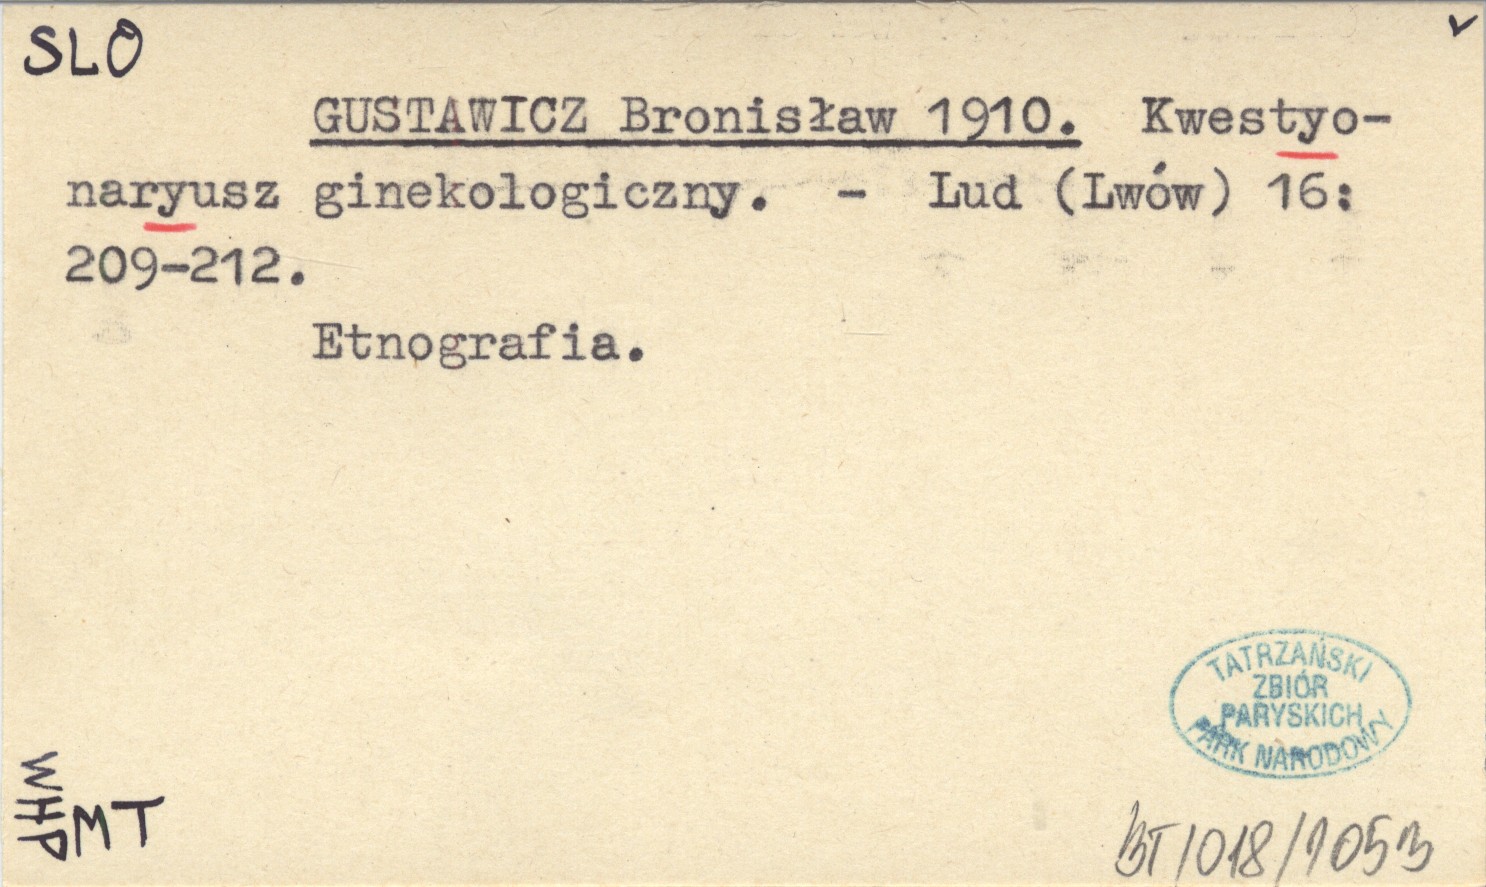 SLO
GUSTAWICZ Bronisław 1910. Kwestyo-
naryusz ginekologiczny. - Lud (Lwów) 16:
209-212.
Etnografia.
TATRZAŃSKI
ZBIÓR
PARYSKICH
PARK NARODOWY
WHP
MT
BT/018/1053